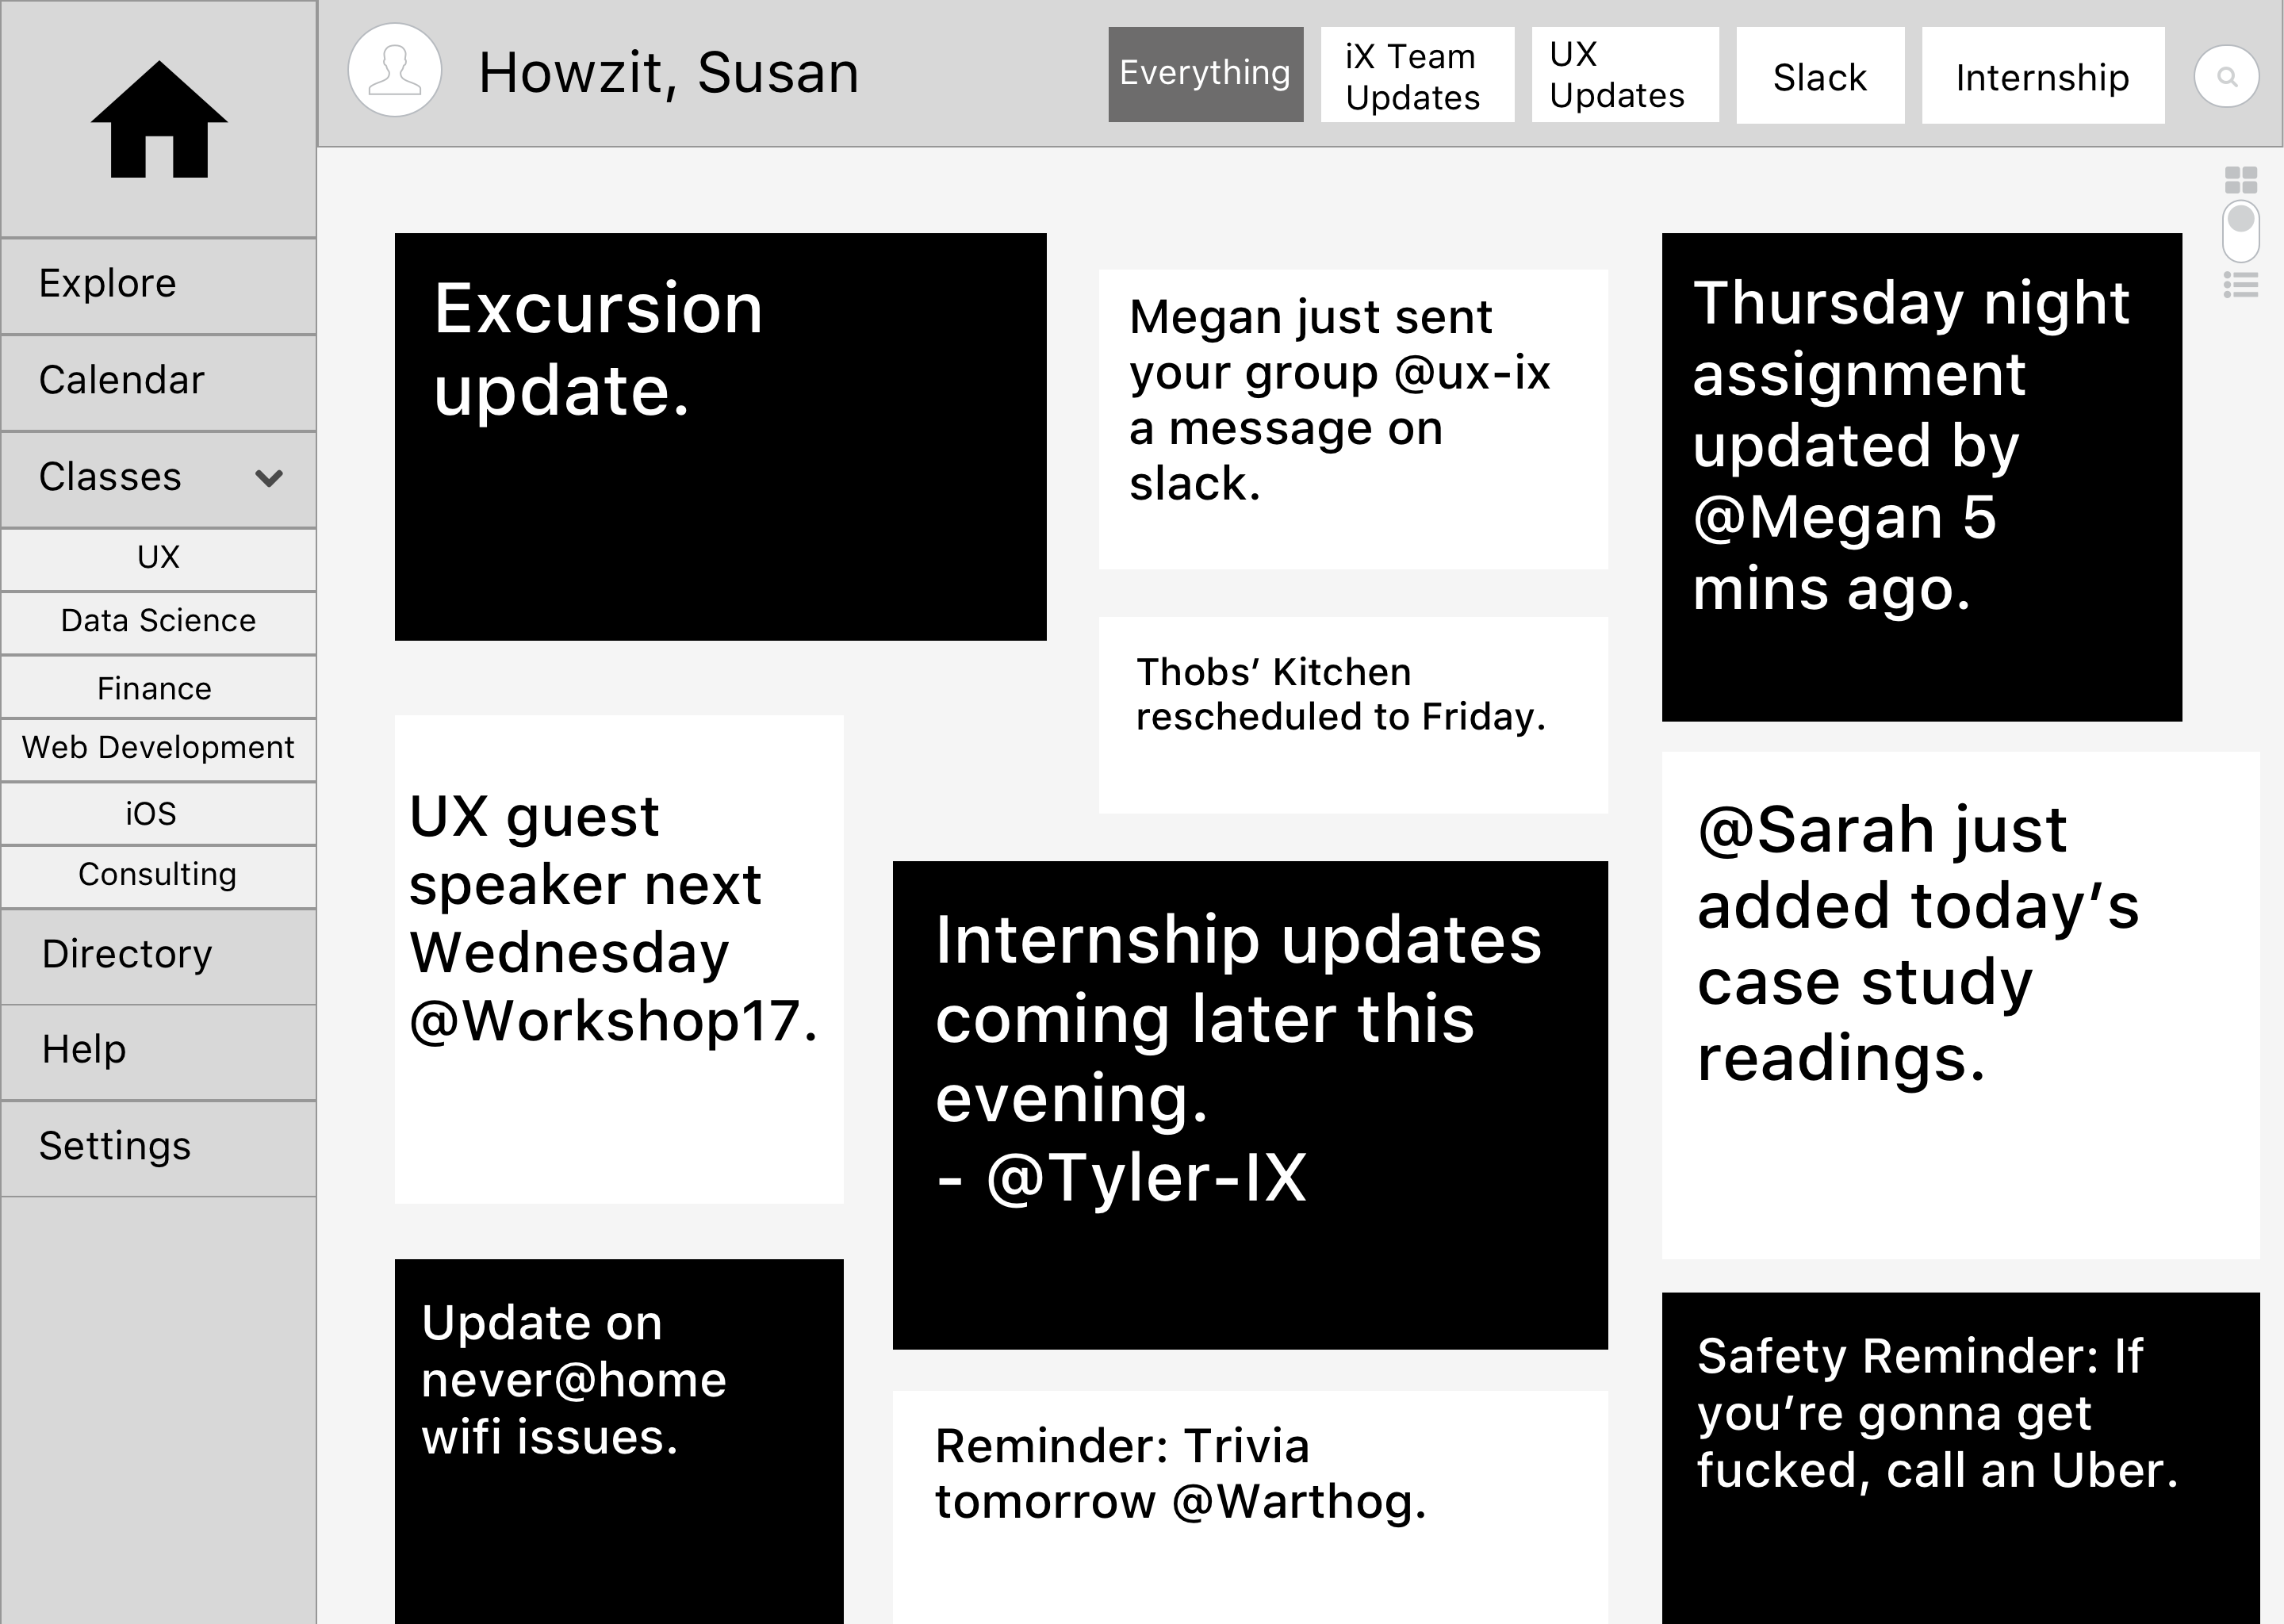 Howzit, Susan
Everything
iX Team
Updates
UX
Updates
Slack
Internship
Explore
Calendar
Classes
UX
Data Science
Finance
Web Development
iOS
Consulting
Directory
Help
Settings
Excursion
update.
Megan just sent
your group @ux-ix
a message on
slack.
Thursday night
assignment
updated by
@Megan 5
mins ago.
Thobs’ Kitchen
rescheduled to Friday.
UX guest
speaker next
Wednesday
@Workshop17.
Internship updates
coming later this
evening.
- @Tyler-IX
@Sarah just
added today’s
case study
readings.
Update on
never@home
wifi issues.
Reminder: Trivia
tomorrow @Warthog.
Safety Reminder: If
you’re gonna get
fucked, call an Uber.